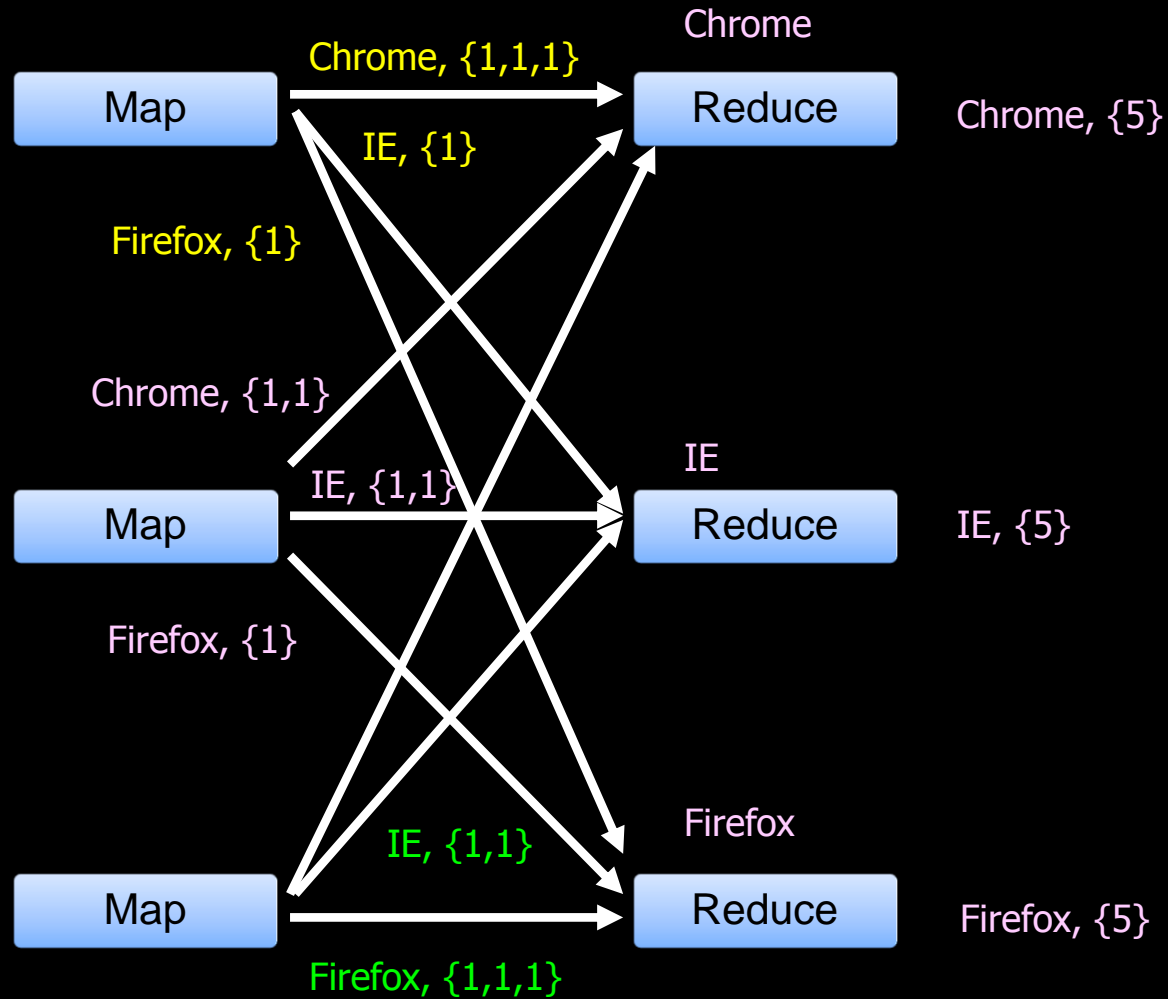 Chrome
Chrome, {1,1,1}
Map
Reduce
Chrome, {5}
IE, {1}
Firefox, {1}
Chrome, {1,1}
IE
IE, {1,1}
Map
Reduce
IE, {5}
Firefox, {1}
Firefox
IE, {1,1}
Map
Reduce
Firefox, {5}
Firefox, {1,1,1}